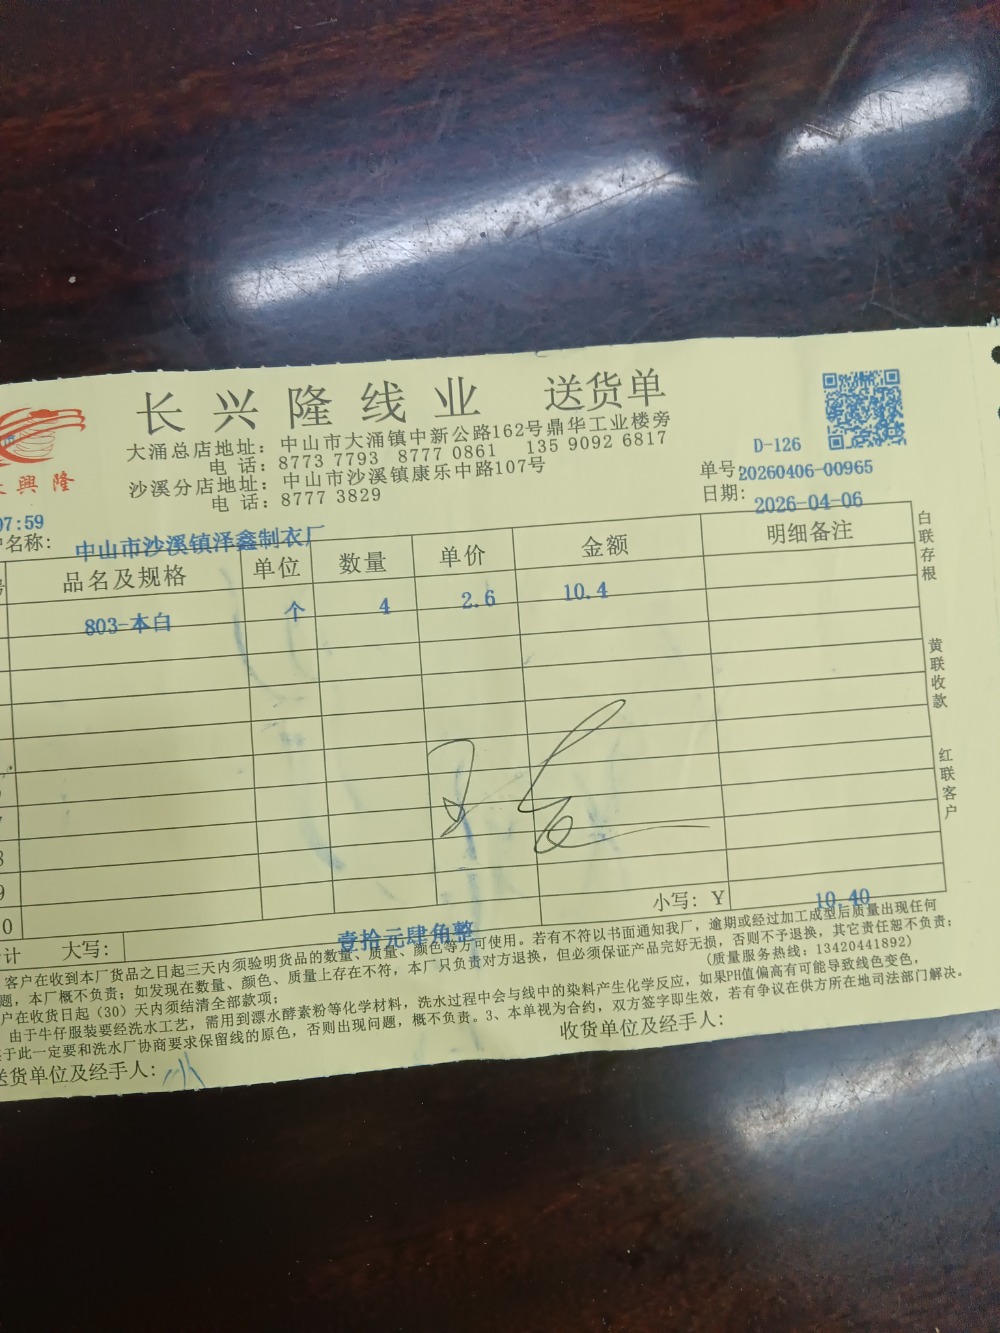 长兴隆线业 送货单
大涌总店地址：中山市大涌镇中新公路162号鼎华工业楼旁
电 话：8773 7793 8777 0861 135 9092 6817
沙溪分店地址：中山市沙溪镇康乐中路107号
电 话：8777 3829
興隆
D-126
单号:20260406-00965
日期: 2026-04-06
07:59
名称： 中山市沙溪镇泽鑫制衣厂
品名及规格 单位 数量 单价 金额 明细备注
803-本白 个 4 2.6 10.4
8
9
0
计 大写： 壹拾元肆角整 小写：Y 10.40
客户在收到本厂货品之日起三天内须验明货品的数量、质量、颜色等方可使用。若有不符以书面通知我厂，逾期或经过加工成型后质量出现任何
题，本厂概不负责；如发现在数量、颜色、质量上存在不符，本厂只负责对方退换，但必须保证产品完好无损，否则不予退换，其它责任恕不负责；
户在收货日起（30）天内须结清全部款项； (质量服务热线：13420441892)
由于牛仔服装要经洗水工艺，需用到漂水酵素粉等化学材料，洗水过程中会与线中的染料产生化学反应，如果PH值偏高有可能导致线色变色，
于此一定要和洗水厂协商要求保留线的原色，否则出现问题，概不负责。3、本单视为合约，双方签字即生效，若有争议在供方所在地司法部门解决。
送货单位及经手人： 收货单位及经手人：
白联存根
黄联收款
红联客户